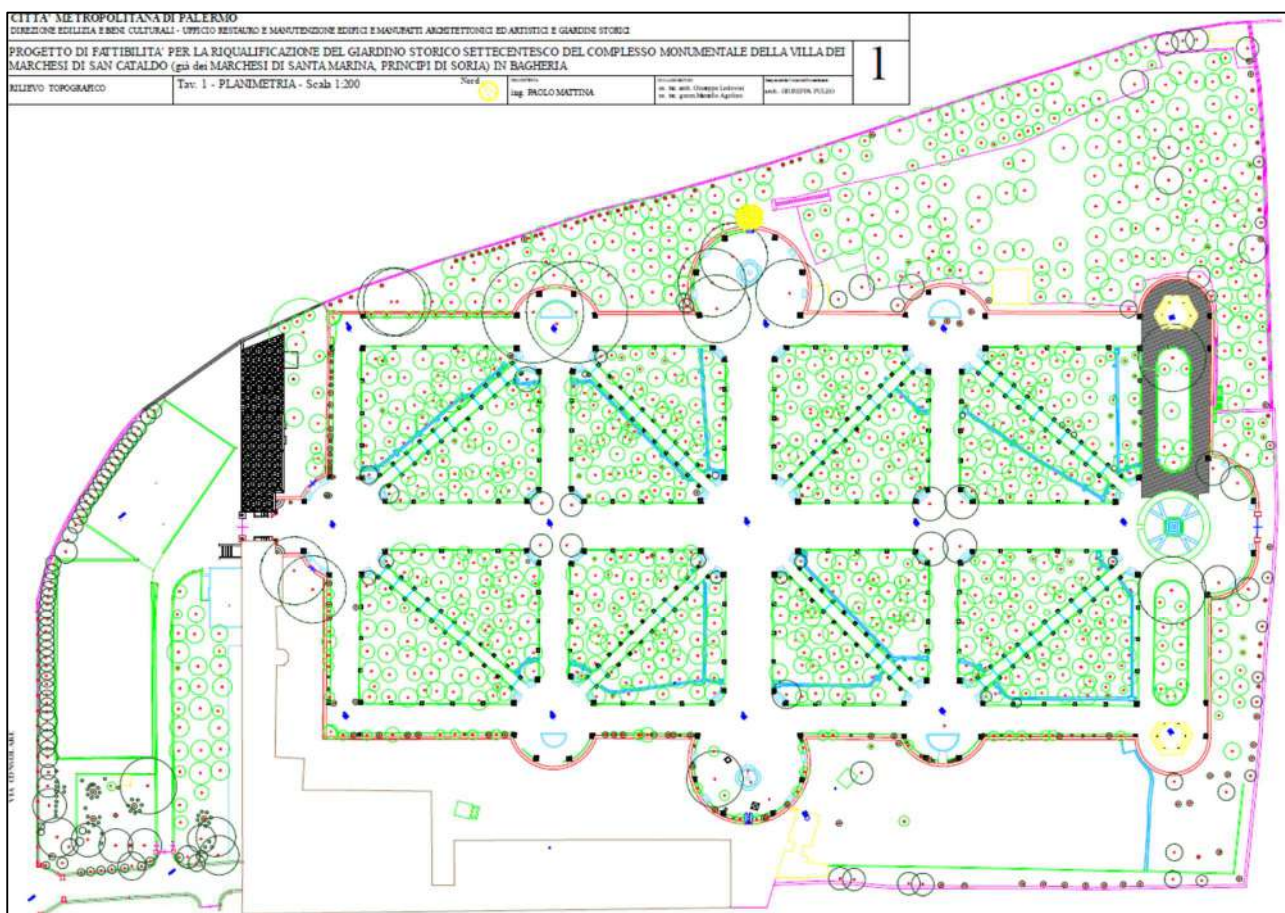 CITTA' METROPOLITANA DI PALERMO
DIREZIONE EDILIZIA E BENI CULTURALI - UFFICIO RESTAURO E MANUTENZIONE EDIFICI E MANUFATTI ARCHITETTONICI ED ARTISTICI E GIARDINI STORICI
PROGETTO DI FATTIBILITA' PER LA RIQUALIFICAZIONE DEL GIARDINO STORICO SETTECENTESCO DEL COMPLESSO MONUMENTALE DELLA VILLA DEI
MARCHESI DI SAN CATALDO (già dei MARCHESI DI SANTA MARINA, PRINCIPI DI SORIA) IN BAGHERIA
1
RILIEVO TOPOGRAFICO
Tav. 1 - PLANIMETRIA - Scala 1:200
Nord
ing. PAOLO MATTINA
VIA CONSOLARE